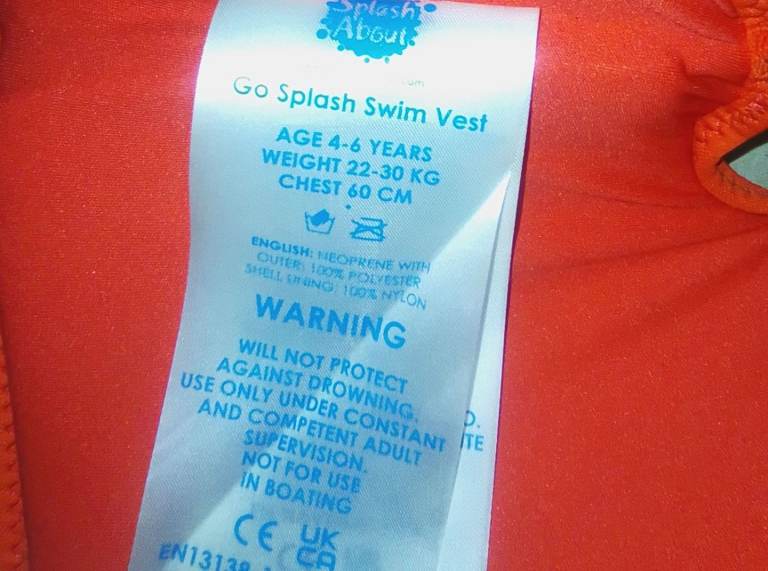 Splash
About
Go Splash Swim Vest
AGE 4-6 YEARS
WEIGHT 22-30 KG
CHEST 60 CM
ENGLISH: NEOPRENE WITH
OUTER: 100% POLYESTER
SHELL LINING: 100% NYLON
WARNING
WILL NOT PROTECT
AGAINST DROWNING.
USE ONLY UNDER CONSTANT
AND COMPETENT ADULT
SUPERVISION.
NOT FOR USE
IN BOATING
CE UK
CA
EN13138